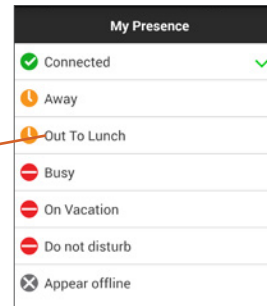 My Presence
Connected
Away
Out To Lunch
Busy
On Vacation
Do not disturb
Appear offline